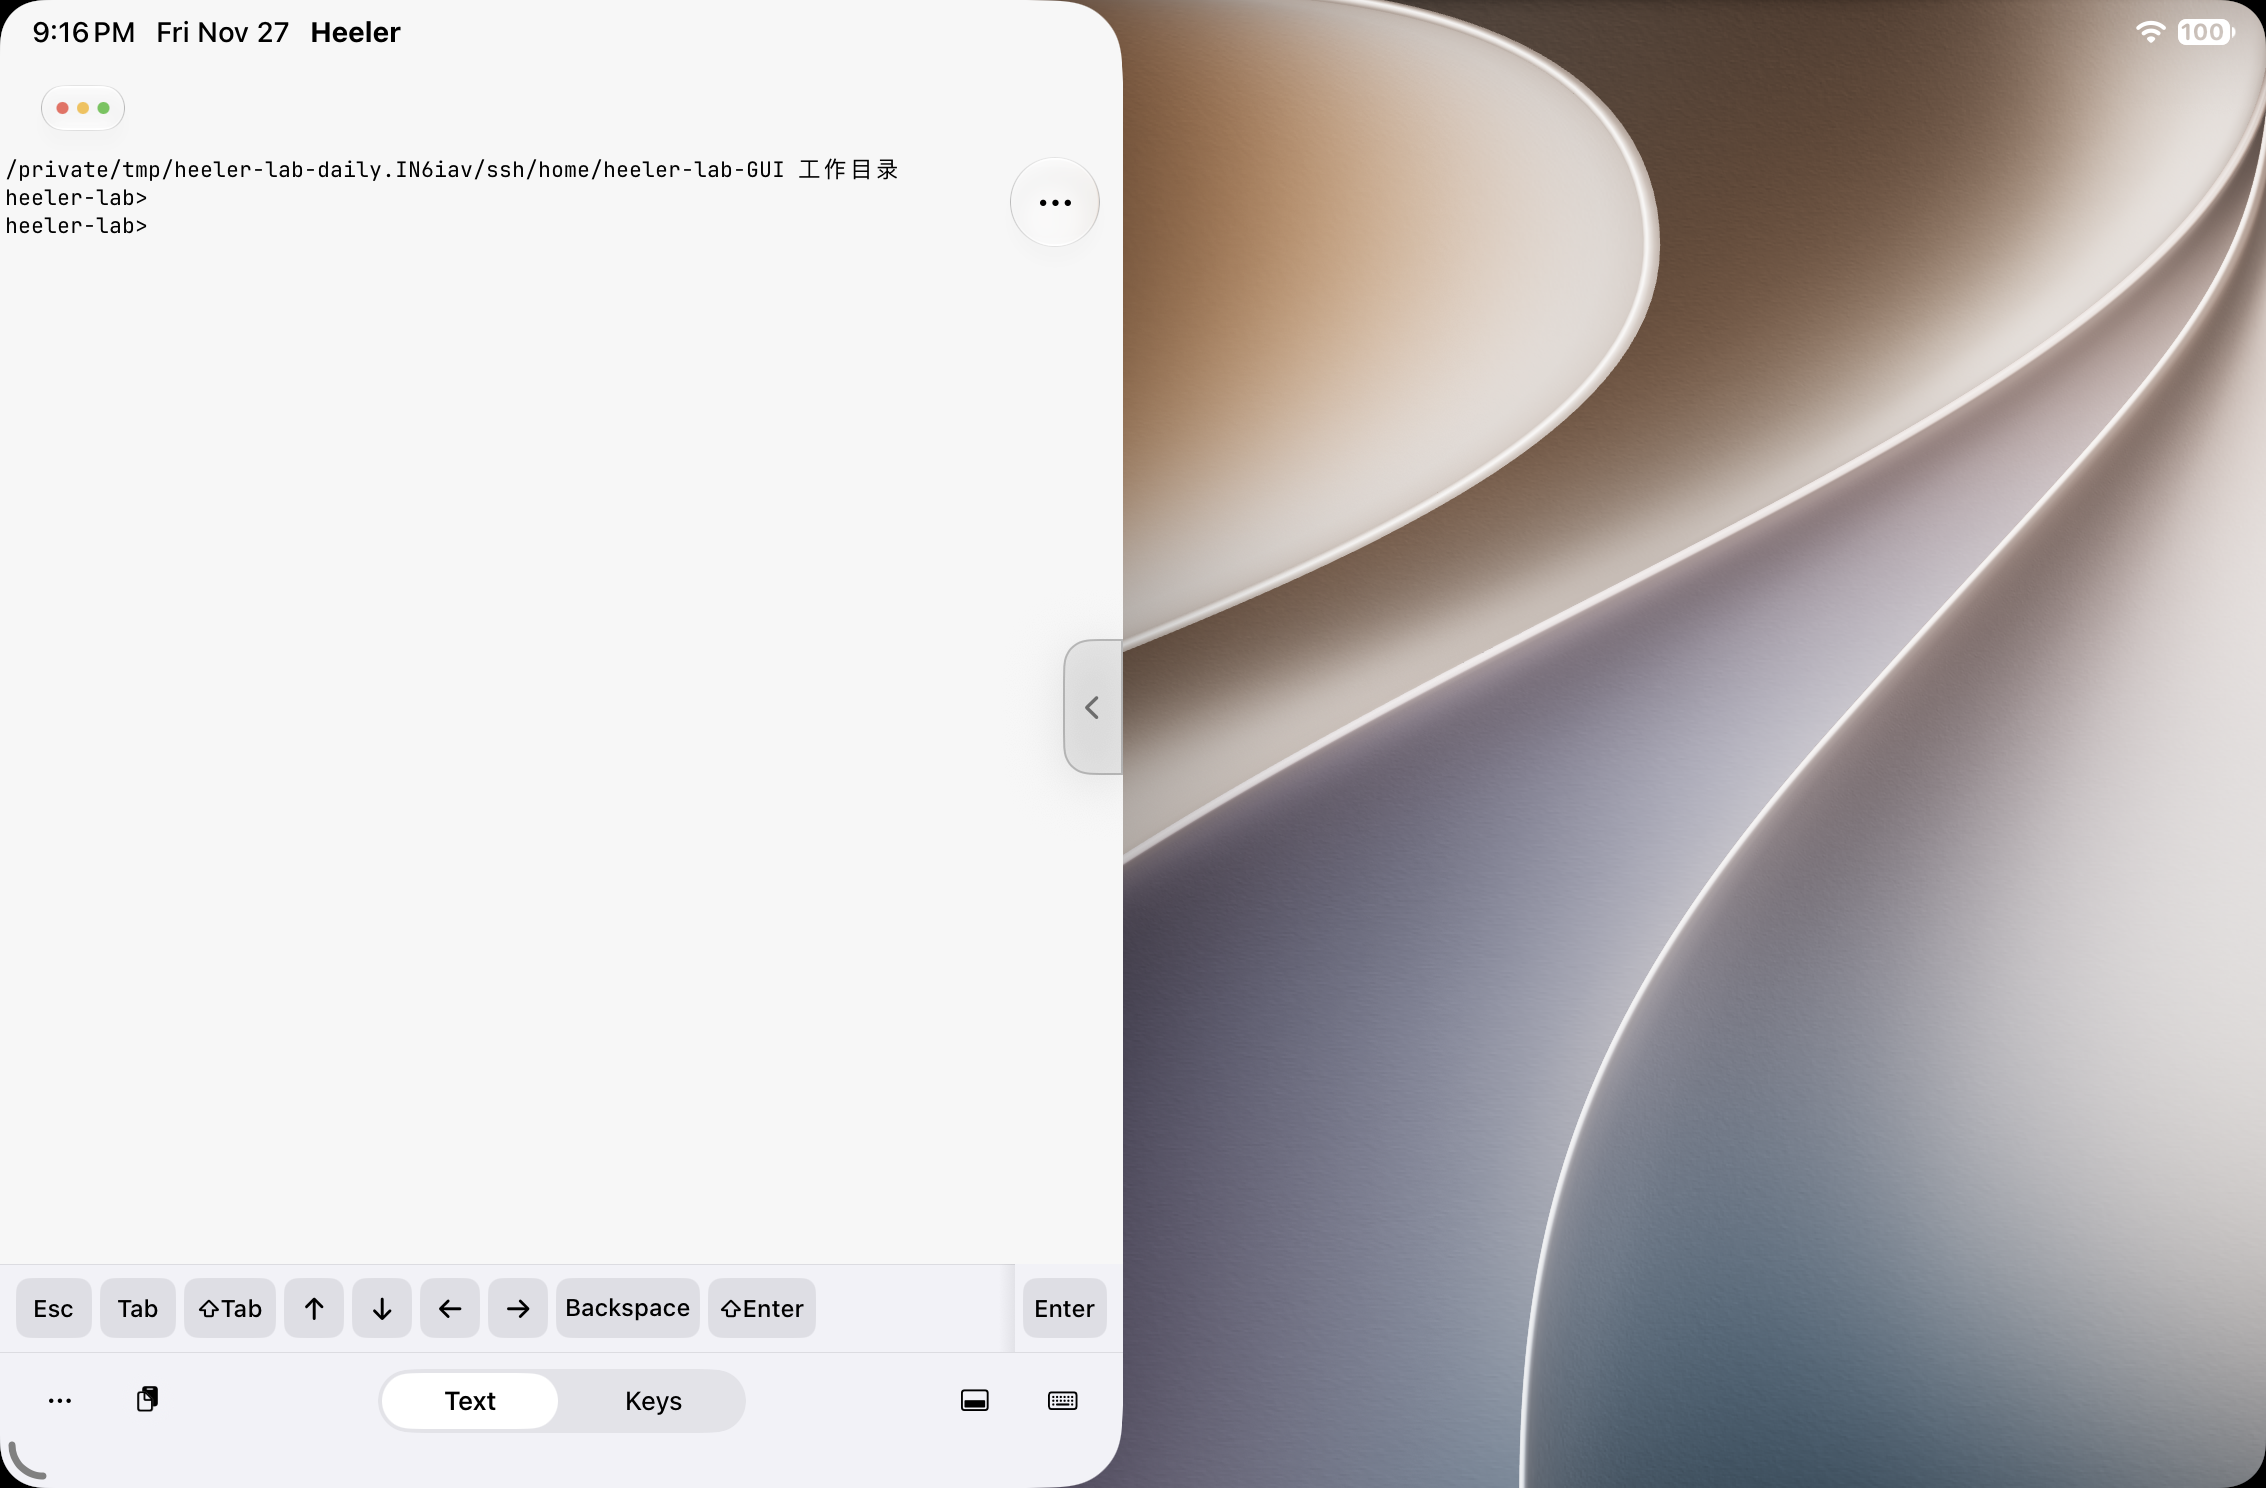 9:16 PM Fri Nov 27 Heeler
100
/private/tmp/heeler-lab-daily.IN6iav/ssh/home/heeler-lab-GUI 工作目录
heeler-lab>
heeler-lab>
Esc Tab ⇧Tab ↑ ↓ ← → Backspace ⇧Enter Enter
Text Keys